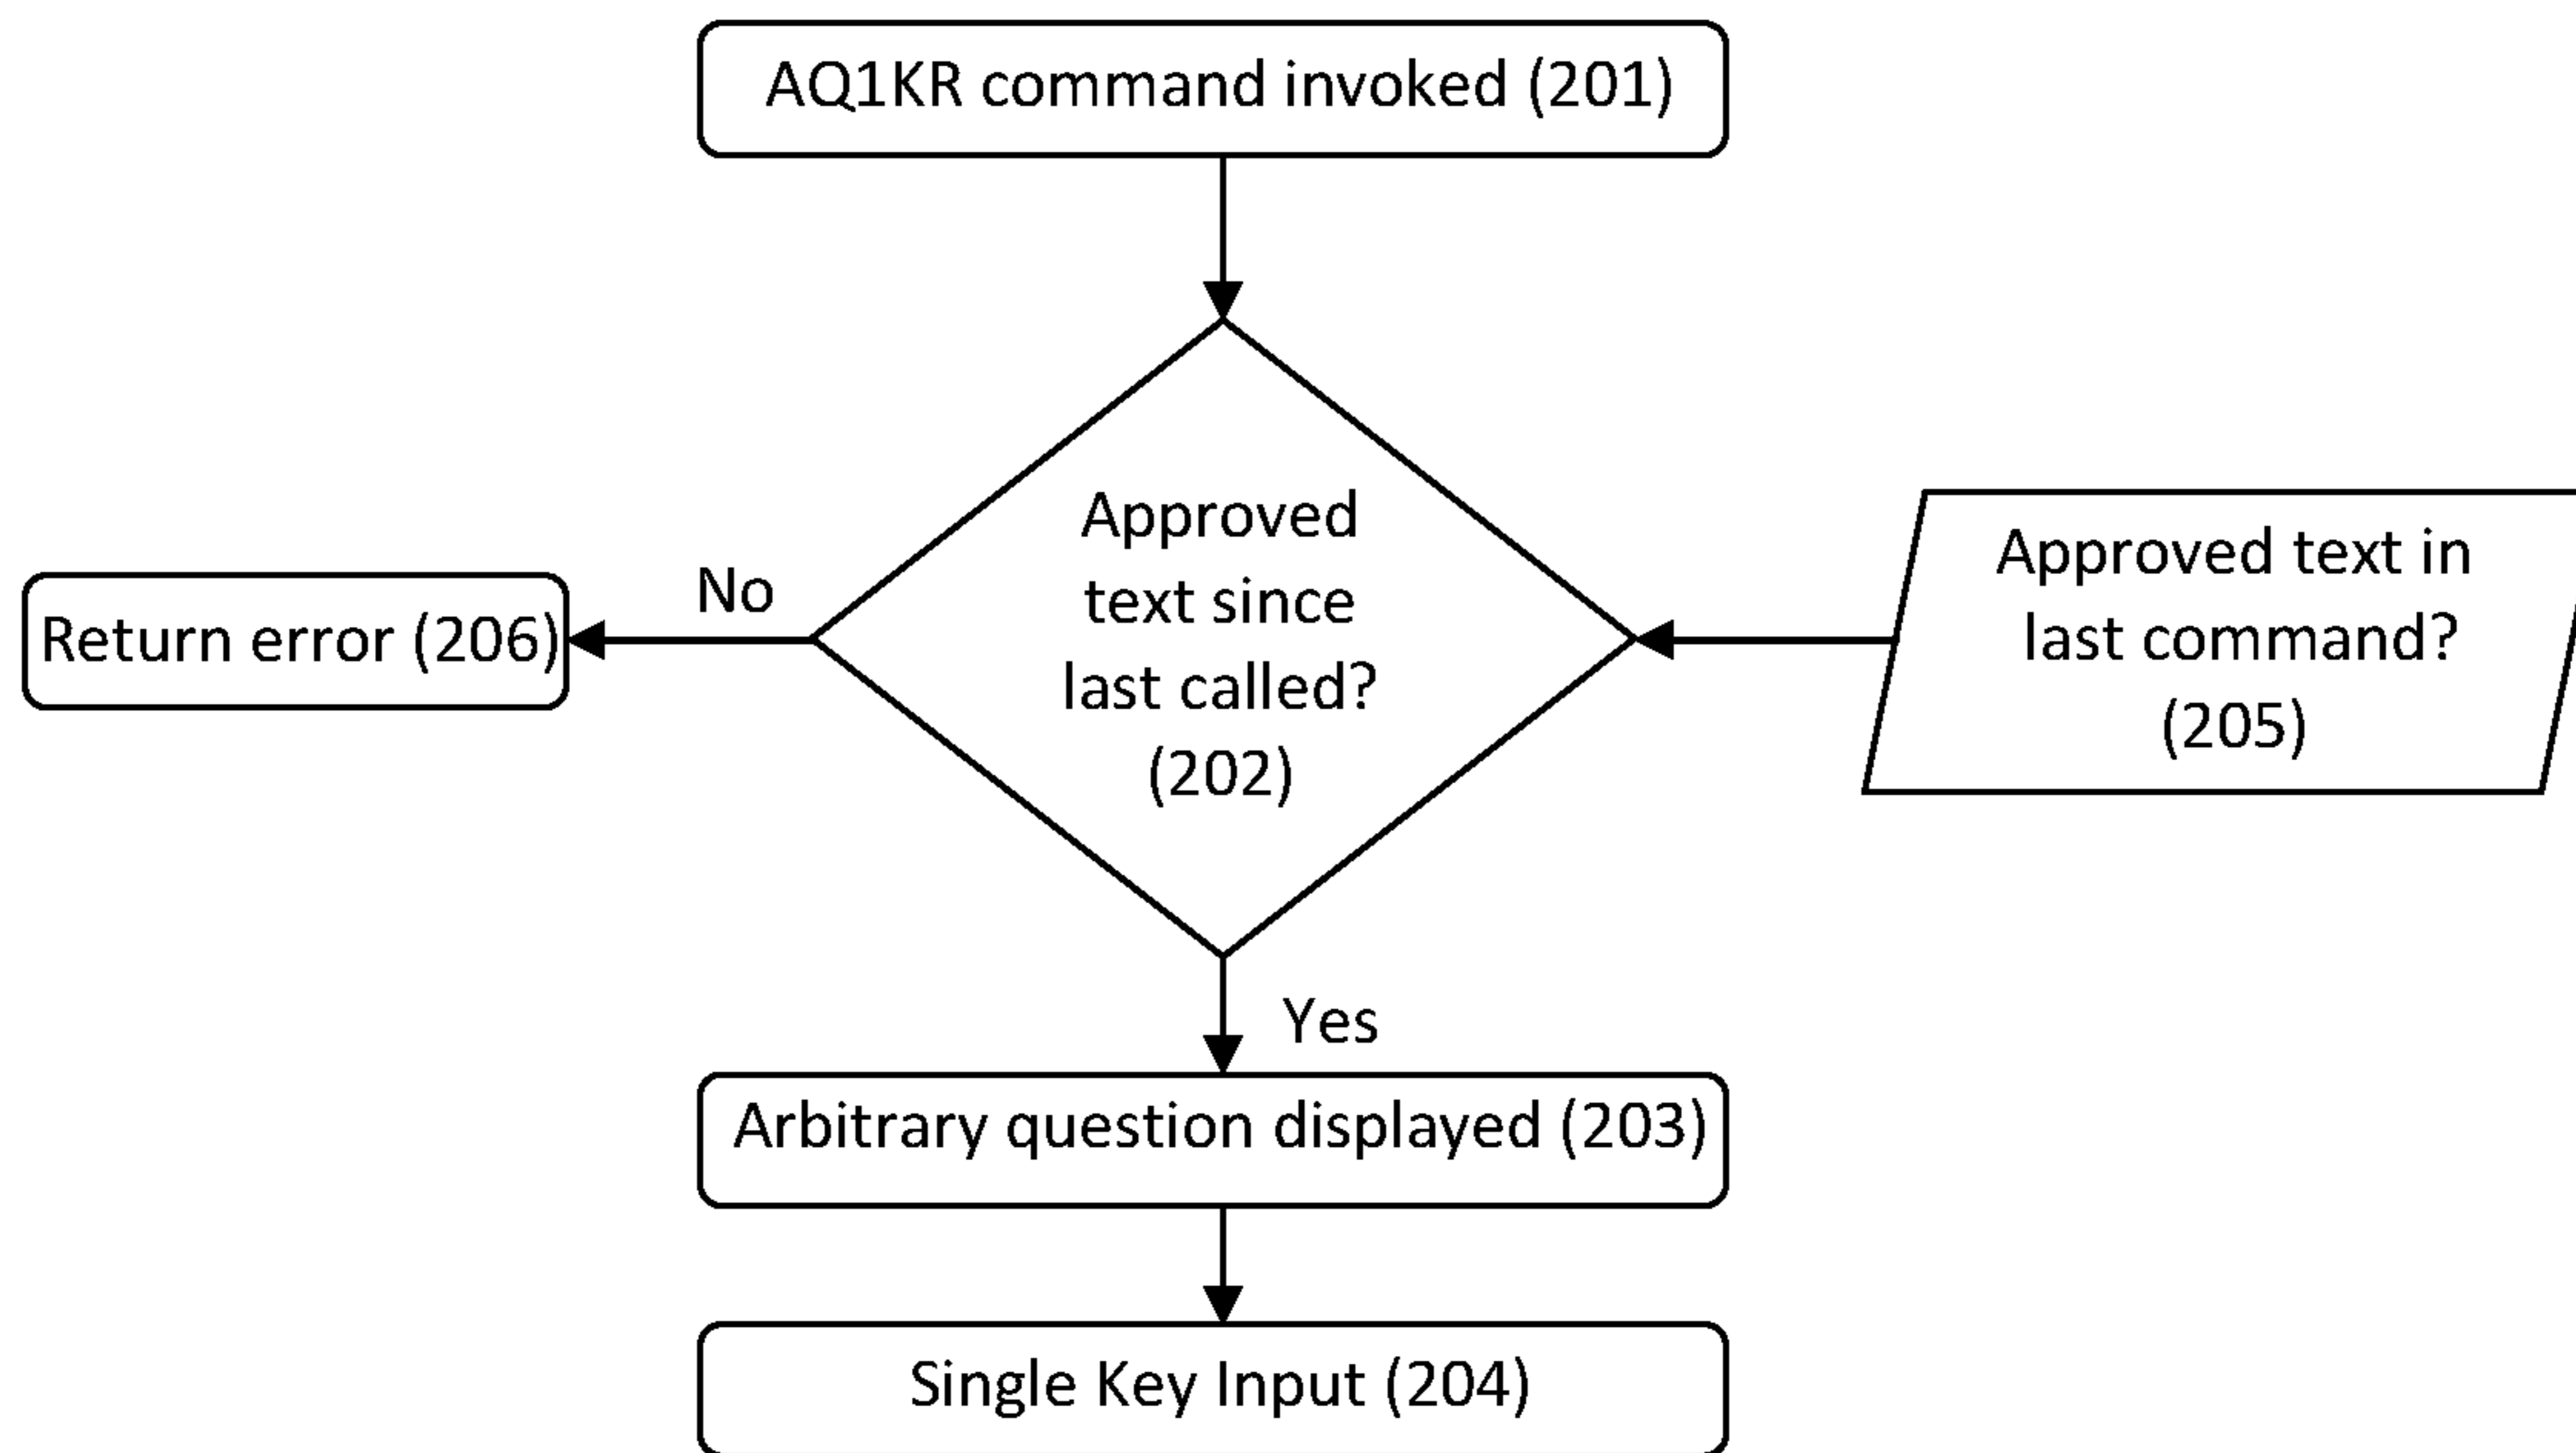 AQ1KR command invoked (201)
Approved
text since
last called?
(202)
Approved text in
last command?
(205)
No
Return error (206)
Yes
Arbitrary question displayed (203)
Single Key Input (204)